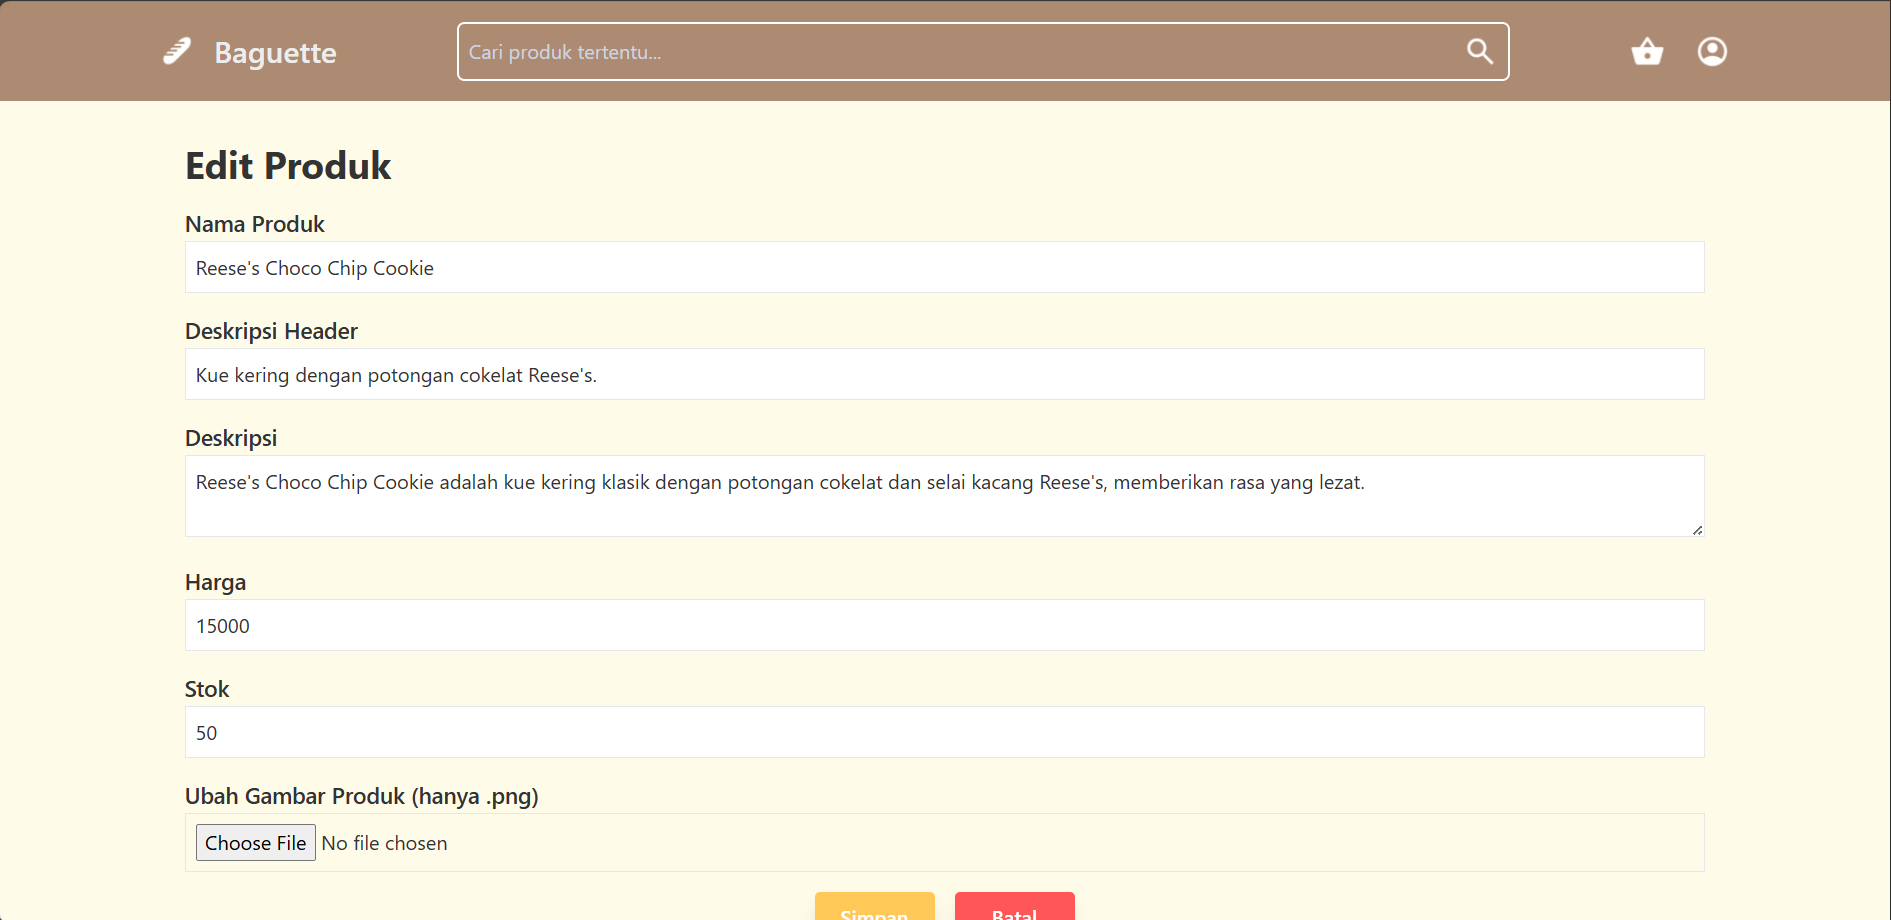 Baguette
Cari produk tertentu...
Edit Produk
Nama Produk
Reese's Choco Chip Cookie
Deskripsi Header
Kue kering dengan potongan cokelat Reese's.
Deskripsi
Reese's Choco Chip Cookie adalah kue kering klasik dengan potongan cokelat dan selai kacang Reese's, memberikan rasa yang lezat.
Harga
15000
Stok
50
Ubah Gambar Produk (hanya .png)
Choose File No file chosen
Simpan
Batal